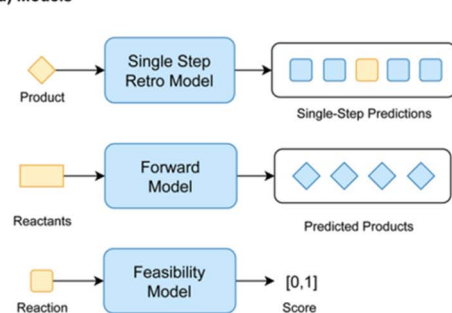 Single Step
Retro Model
Product
Single-Step Predictions
Forward
Model
Reactants
Predicted Products
Feasibility
Model
[0,1]
Reaction
Score